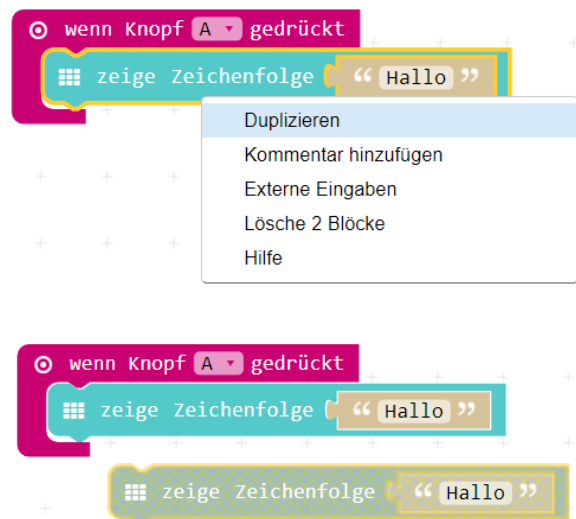 wenn Knopf A gedrückt
zeige Zeichenfolge “ Hallo ”
Duplizieren
Kommentar hinzufügen
Externe Eingaben
Lösche 2 Blöcke
Hilfe
wenn Knopf A gedrückt
zeige Zeichenfolge “ Hallo ”
zeige Zeichenfolge “ Hallo ”